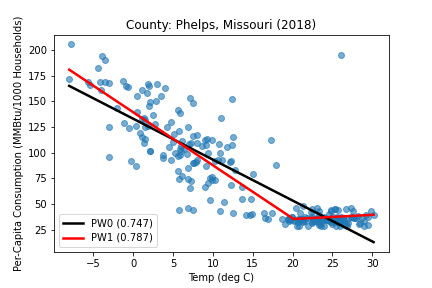 County: Phelps, Missouri (2018)
Per-Capita Consumption (MMBtu/1000 Households)
200
175
150
125
100
75
50
25
PW0 (0.747)
PW1 (0.787)
−5 0 5 10 15 20 25 30
Temp (deg C)